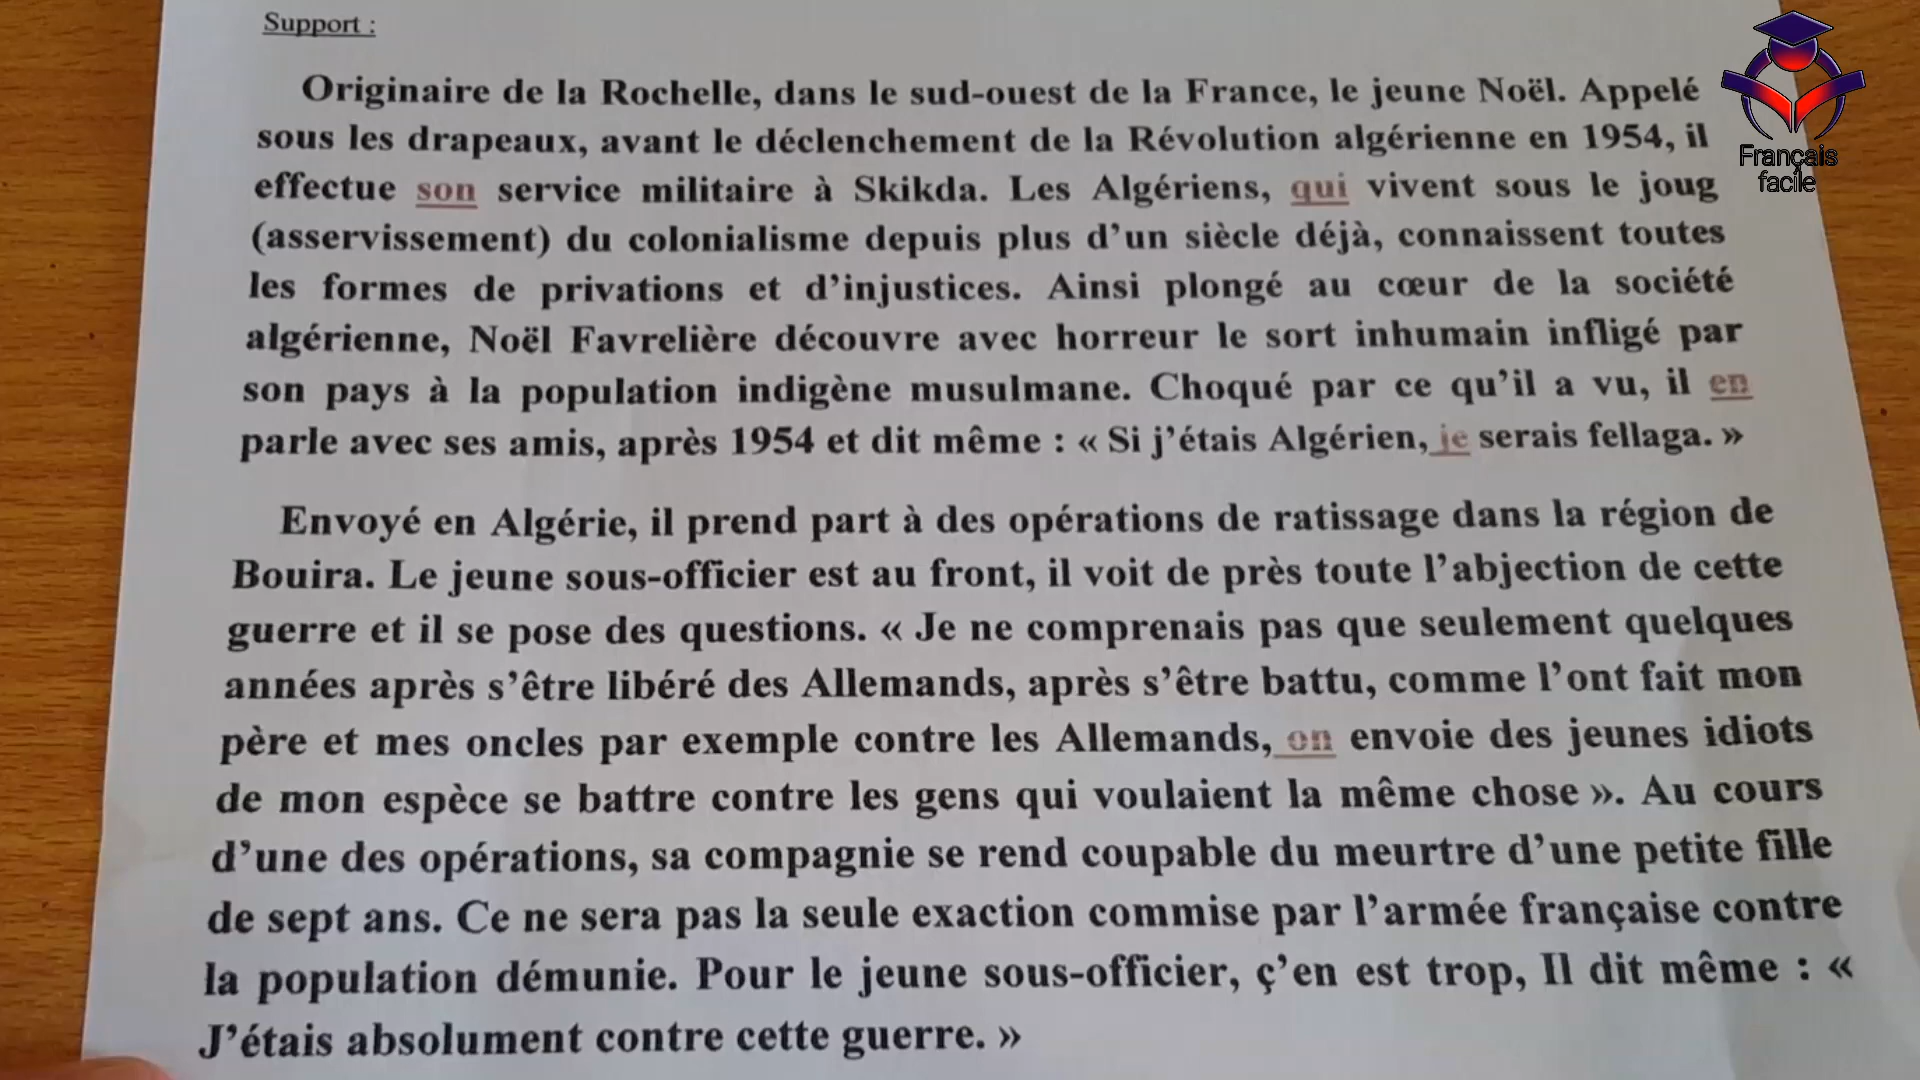 Support :
Originaire de la Rochelle, dans le sud-ouest de la France, le jeune Noël. Appelé
sous les drapeaux, avant le déclenchement de la Révolution algérienne en 1954, il
effectue son service militaire à Skikda. Les Algériens, qui vivent sous le joug
(asservissement) du colonialisme depuis plus d’un siècle déjà, connaissent toutes
les formes de privations et d’injustices. Ainsi plongé au cœur de la société
algérienne, Noël Favrelière découvre avec horreur le sort inhumain infligé par
son pays à la population indigène musulmane. Choqué par ce qu’il a vu, il en
parle avec ses amis, après 1954 et dit même : « Si j’étais Algérien, je serais fellaga. »
Envoyé en Algérie, il prend part à des opérations de ratissage dans la région de
Bouira. Le jeune sous-officier est au front, il voit de près toute l’abjection de cette
guerre et il se pose des questions. « Je ne comprenais pas que seulement quelques
années après s’être libéré des Allemands, après s’être battu, comme l’ont fait mon
père et mes oncles par exemple contre les Allemands, on envoie des jeunes idiots
de mon espèce se battre contre les gens qui voulaient la même chose ». Au cours
d’une des opérations, sa compagnie se rend coupable du meurtre d’une petite fille
de sept ans. Ce ne sera pas la seule exaction commise par l’armée française contre
la population démunie. Pour le jeune sous-officier, ç’en est trop, Il dit même : «
J’étais absolument contre cette guerre. »
Français
facile